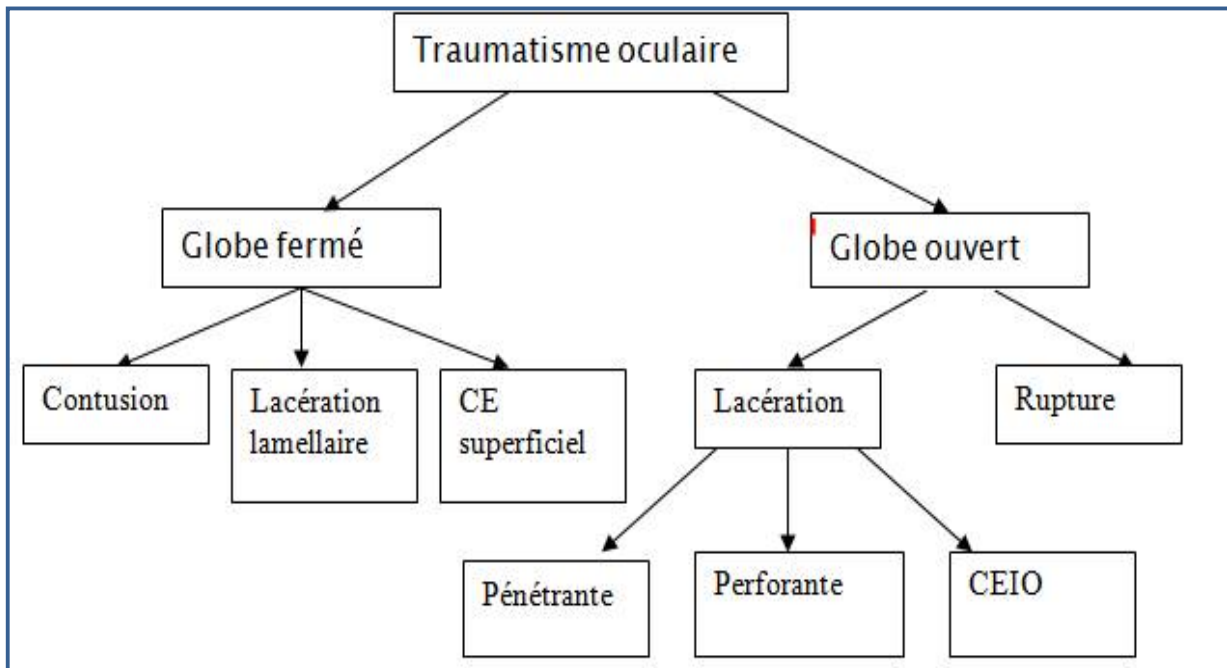 Traumatisme oculaire
Globe fermé
Globe ouvert
Contusion
Lacération
lamellaire
CE
superficiel
Lacération
Rupture
Pénétrante
Perforante
CEIO